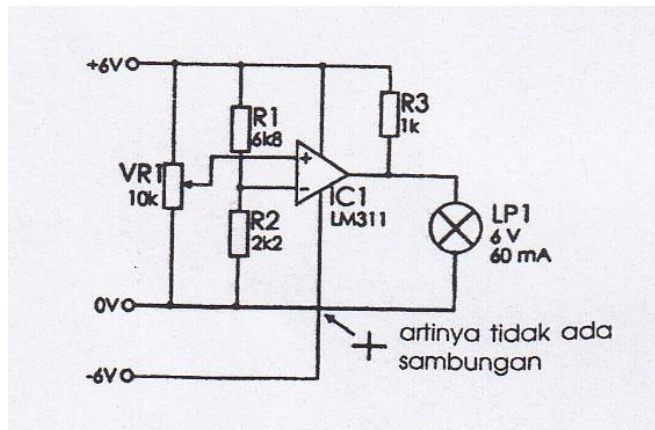 +6V
R1
6k8
R3
1k
VR1
10k
+
-
IC1
LM311
R2
2k2
LP1
6 V
60 mA
0V
artinya tidak ada
sambungan
-6V